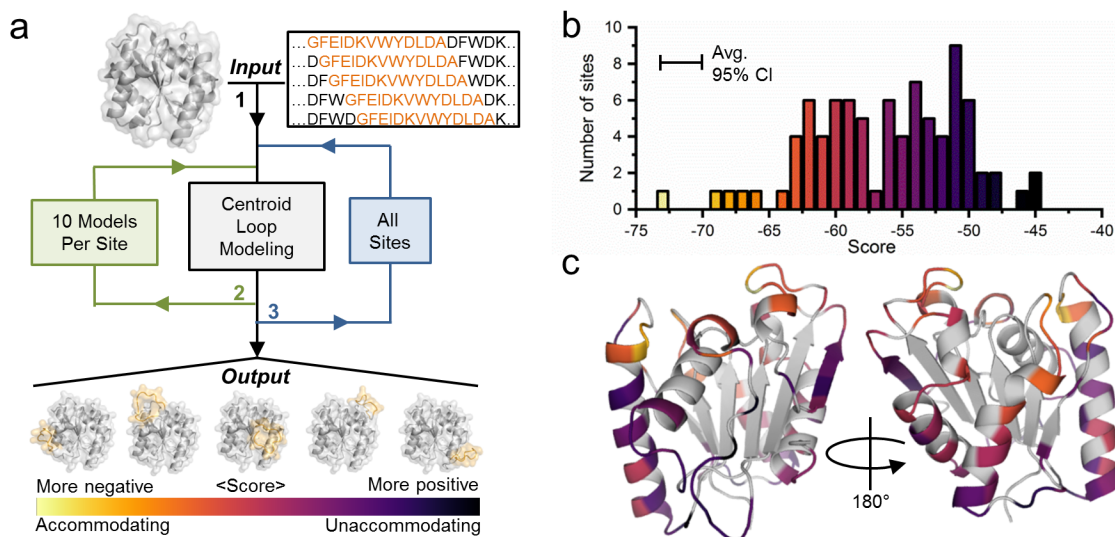 a
Input
1
...GFEIDKVWYDLDADFWDK..
...DGFEIDKVWYDLDAFWDK..
...DFGFEIDKVWYDLDAWDK..
...DFWGFEIDKVWYDLDADK..
...DFWDGFEIDKVWYDLDAK..
10 Models
Per Site
Centroid
Loop
Modeling
All
Sites
2
3
Output
More negative
<Score>
More positive
Accommodating
Unaccommodating
b
Number of sites
10
8
6
4
2
0
Avg.
95% CI
-75
-70
-65
-60
-55
-50
-45
-40
Score
c
180°